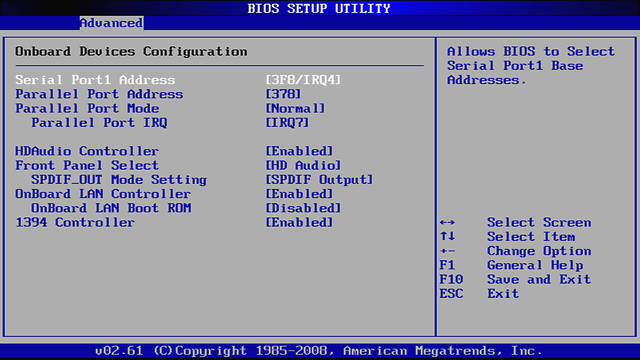 BIOS SETUP UTILITY
Advanced
Onboard Devices Configuration
Serial Port1 Address [3F8/IRQ4]
Parallel Port Address [378]
Parallel Port Mode [Normal]
Parallel Port IRQ [IRQ7]
HDAudio Controller [Enabled]
Front Panel Select [HD Audio]
SPDIF_OUT Mode Setting [SPDIF Output]
OnBoard LAN Controller [Enabled]
OnBoard LAN Boot ROM [Disabled]
1394 Controller [Enabled]
Allows BIOS to Select
Serial Port1 Base
Addresses.
←→ Select Screen
↑↓ Select Item
+- Change Option
F1 General Help
F10 Save and Exit
ESC Exit
v02.61 (C)Copyright 1985-2008, American Megatrends, Inc.